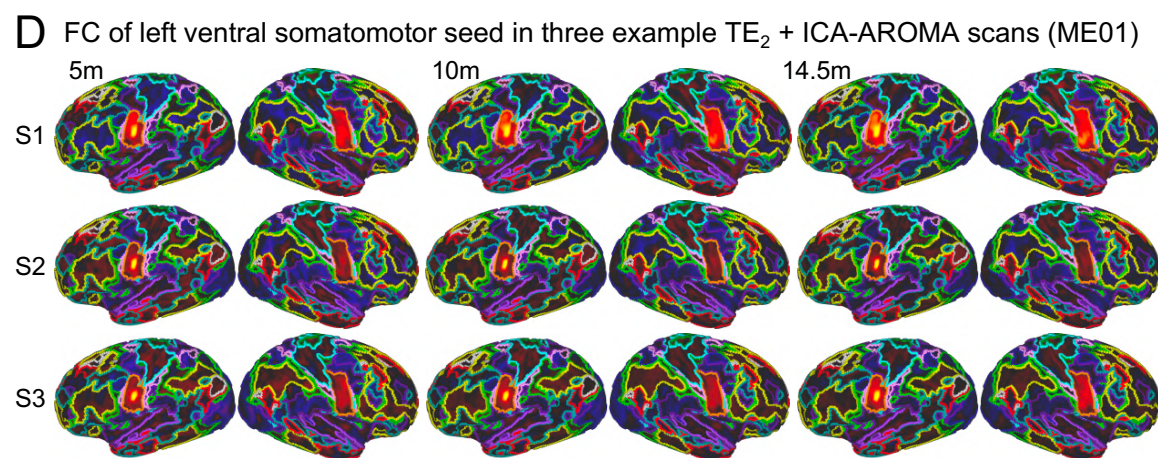 D FC of left ventral somatomotor seed in three example TE₂ + ICA-AROMA scans (ME01)
5m 10m 14.5m
S1
S2
S3